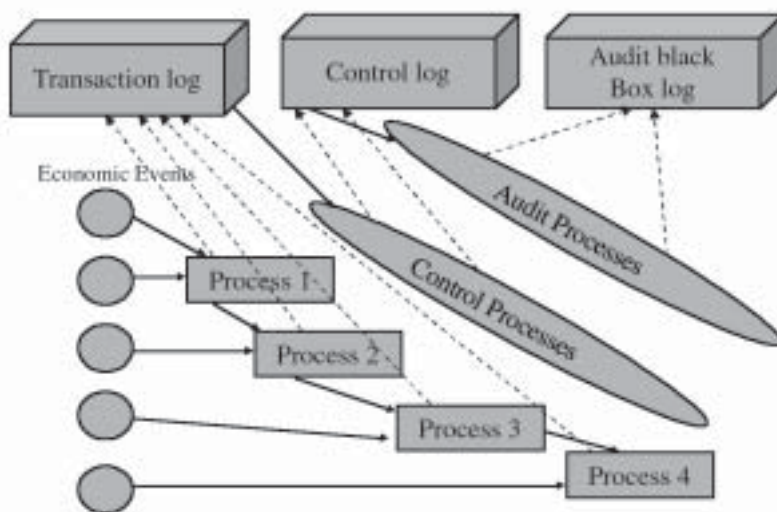 Transaction log
Control log
Audit black
Box log
Economic Events
Audit Processes
Control Processes
Process 1
Process 2
Process 3
Process 4